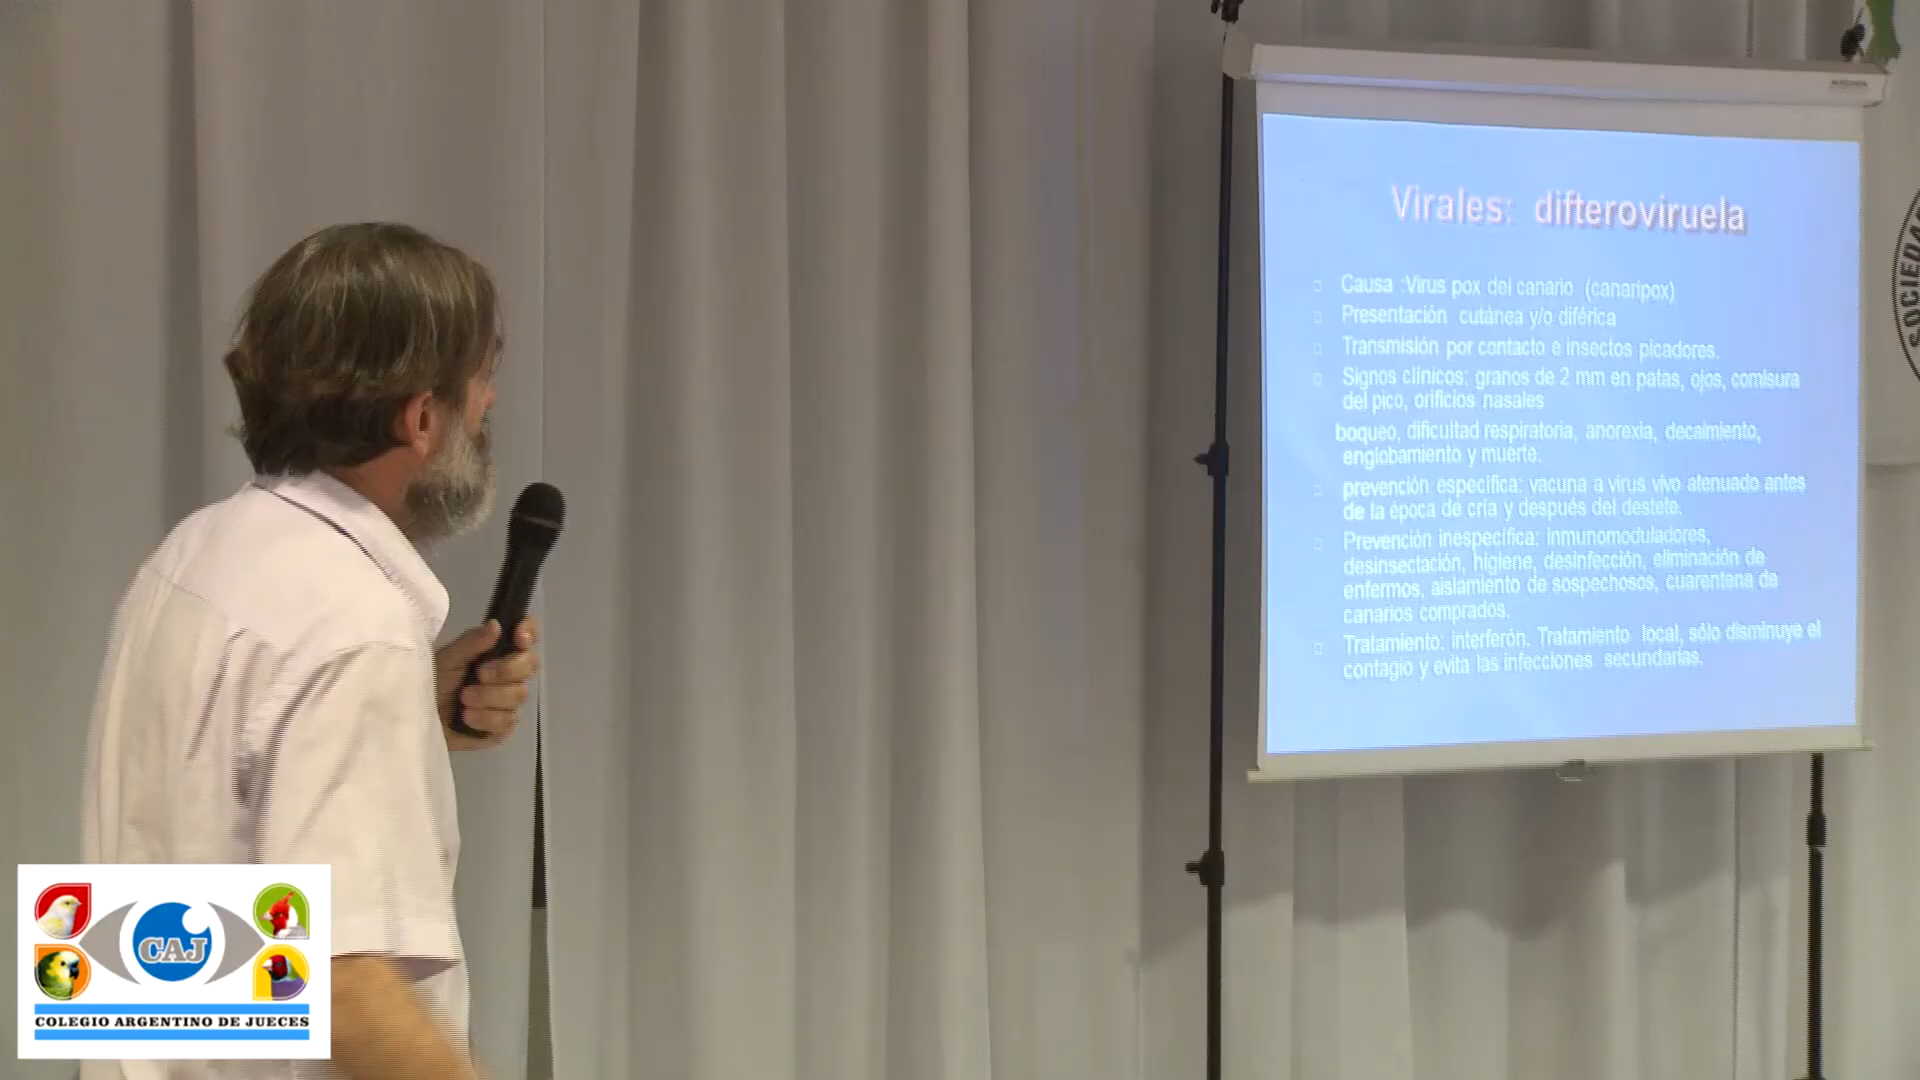 Virales: difteroviruela
Causa :Virus pox del canario (canaripox)
Presentación cutánea y/o diférica
Transmisión por contacto e insectos picadores.
Signos clínicos: granos de 2 mm en patas, ojos, comisura
del pico, orificios nasales
boqueo, dificultad respiratoria, anorexia, decaimiento,
englobamiento y muerte.
prevención específica: vacuna a virus vivo atenuado antes
de la época de cría y después del destete.
Prevención inespecífica: inmunomoduladores,
desinsectación, higiene, desinfección, eliminación de
enfermos, aislamiento de sospechosos, cuarentena de
canarios comprados.
Tratamiento: interferón. Tratamiento local, sólo disminuye el
contagio y evita las infecciones secundarias.
CAJ
COLEGIO ARGENTINO DE JUECES